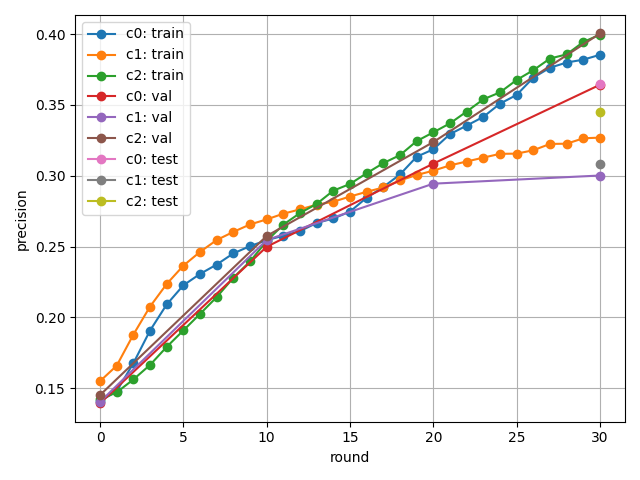 0.40
0.35
0.30
0.25
0.20
0.15
precision
c0: train
c1: train
c2: train
c0: val
c1: val
c2: val
c0: test
c1: test
c2: test
0 5 10 15 20 25 30
round